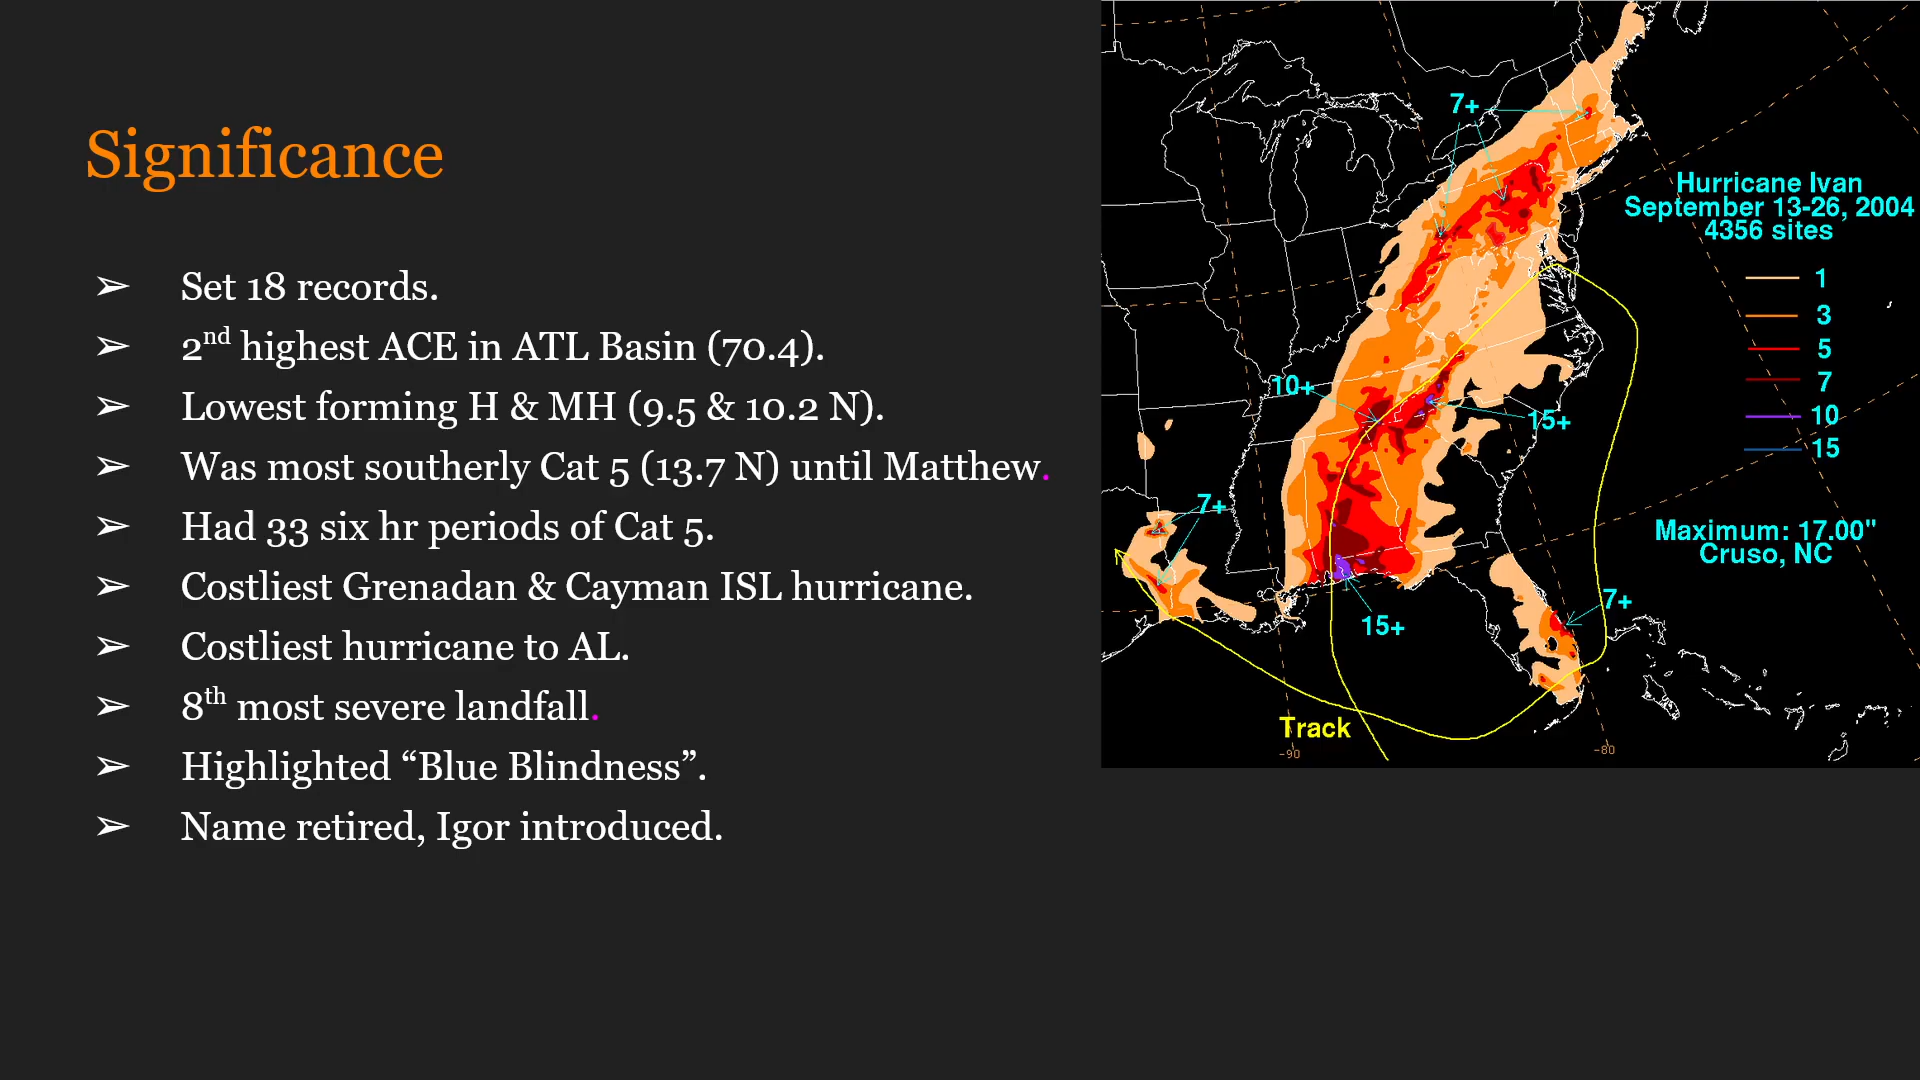 Significance
➢ Set 18 records.
➢ 2nd highest ACE in ATL Basin (70.4).
➢ Lowest forming H & MH (9.5 & 10.2 N).
➢ Was most southerly Cat 5 (13.7 N) until Matthew.
➢ Had 33 six hr periods of Cat 5.
➢ Costliest Grenadan & Cayman ISL hurricane.
➢ Costliest hurricane to AL.
➢ 8th most severe landfall.
➢ Highlighted “Blue Blindness”.
➢ Name retired, Igor introduced.
7+
Hurricane Ivan
September 13-26, 2004
4356 sites
1
3
5
7
10
15
10+
15+
7+
Maximum: 17.00"
Cruso, NC
7+
15+
Track
-90
-80